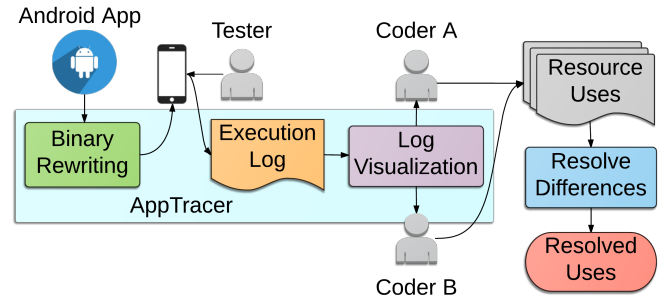 Android App
Tester
Coder A
Resource
Uses
Binary
Rewriting
Execution
Log
Log
Visualization
Resolve
Differences
AppTracer
Resolved
Uses
Coder B